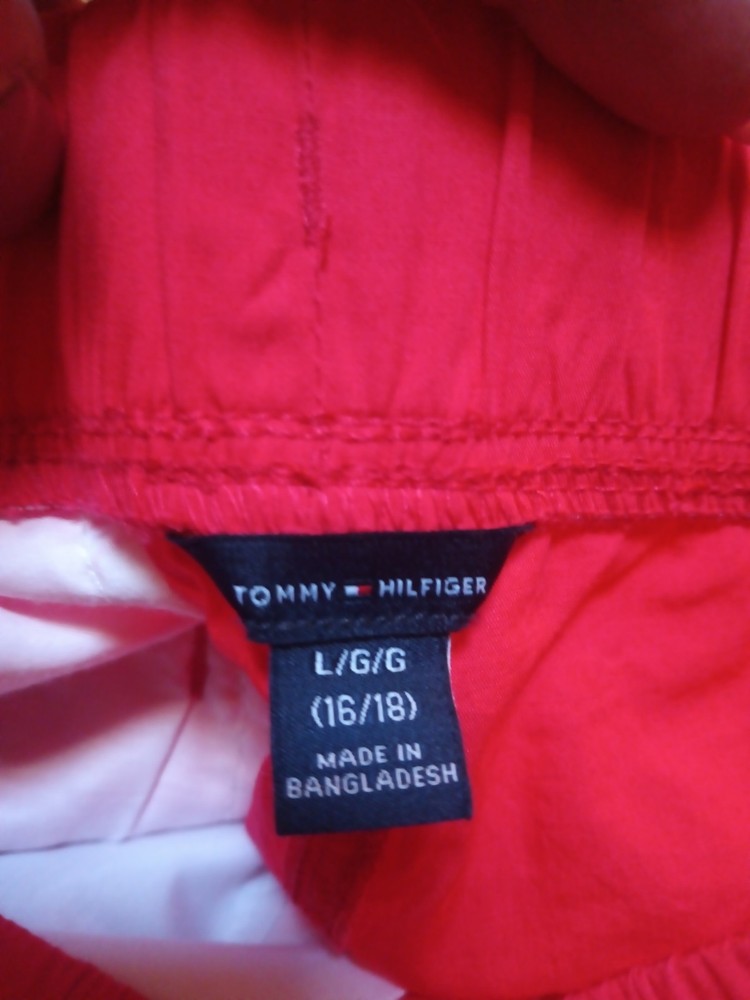 TOMMY HILFIGER
L/G/G
(16/18)
MADE IN
BANGLADESH